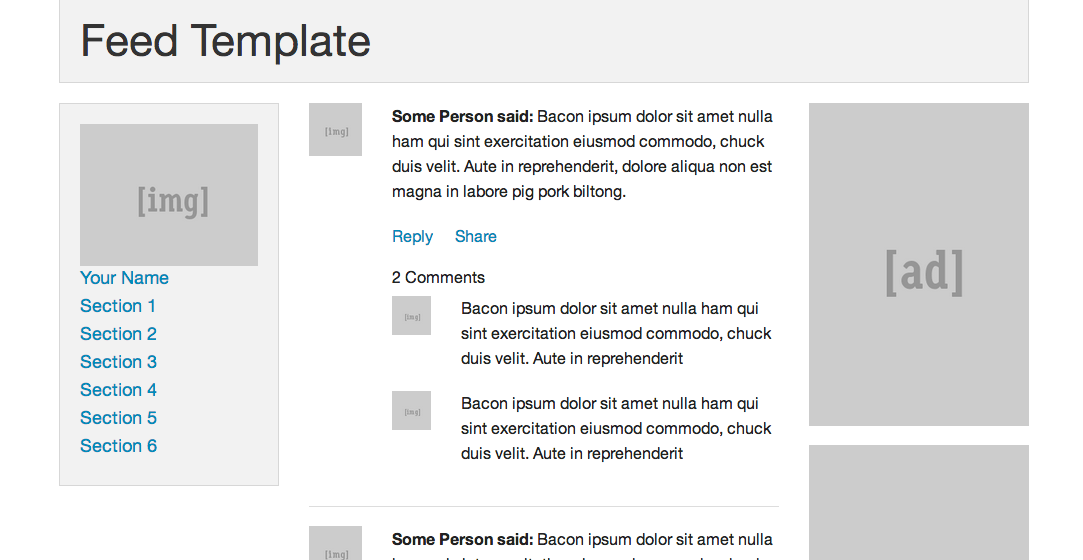 Feed Template
[img]
Your Name
Section 1
Section 2
Section 3
Section 4
Section 5
Section 6
[img]
Some Person said: Bacon ipsum dolor sit amet nulla
ham qui sint exercitation eiusmod commodo, chuck
duis velit. Aute in reprehenderit, dolore aliqua non est
magna in labore pig pork biltong.
Reply Share
2 Comments
[img]
Bacon ipsum dolor sit amet nulla ham qui
sint exercitation eiusmod commodo, chuck
duis velit. Aute in reprehenderit
[img]
Bacon ipsum dolor sit amet nulla ham qui
sint exercitation eiusmod commodo, chuck
duis velit. Aute in reprehenderit
[img]
Some Person said: Bacon ipsum dolor sit amet nulla
[ad]